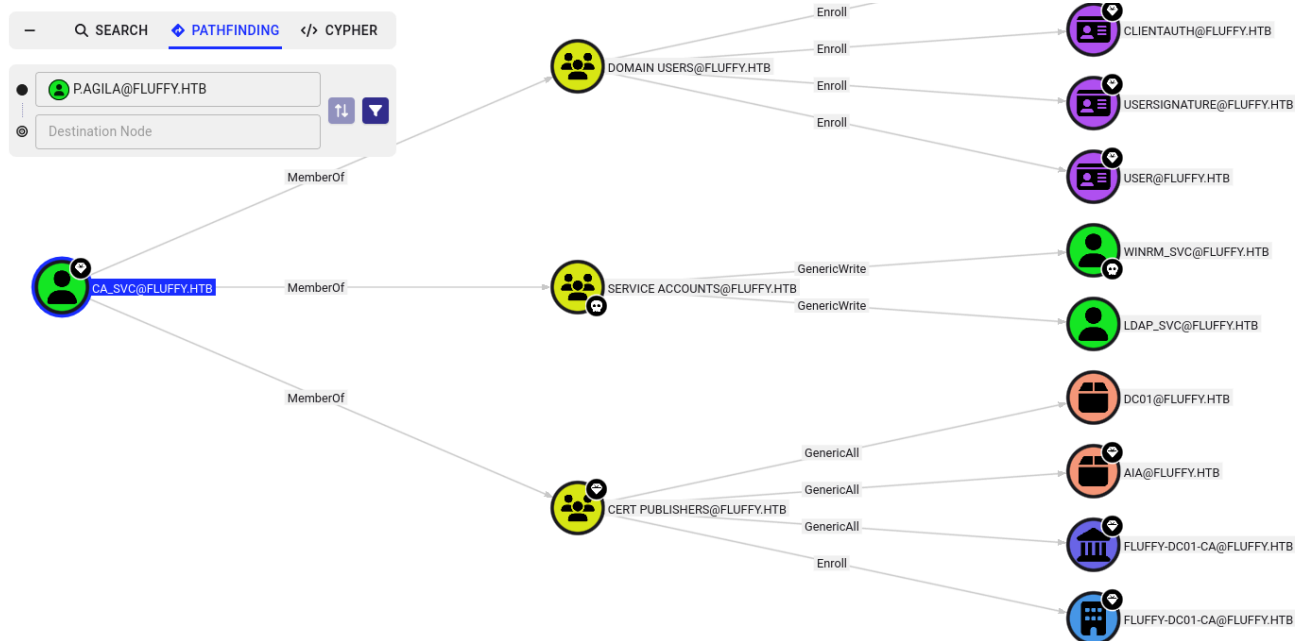 SEARCH
PATHFINDING
</> CYPHER
P.AGILA@FLUFFY.HTB
Destination Node
MemberOf
MemberOf
MemberOf
CA_SVC@FLUFFY.HTB
DOMAIN USERS@FLUFFY.HTB
SERVICE ACCOUNTS@FLUFFY.HTB
CERT PUBLISHERS@FLUFFY.HTB
Enroll
Enroll
Enroll
Enroll
GenericWrite
GenericWrite
GenericAll
GenericAll
GenericAll
Enroll
CLIENTAUTH@FLUFFY.HTB
USERSIGNATURE@FLUFFY.HTB
USER@FLUFFY.HTB
WINRM_SVC@FLUFFY.HTB
LDAP_SVC@FLUFFY.HTB
DC01@FLUFFY.HTB
AIA@FLUFFY.HTB
FLUFFY-DC01-CA@FLUFFY.HTB
FLUFFY-DC01-CA@FLUFFY.HTB